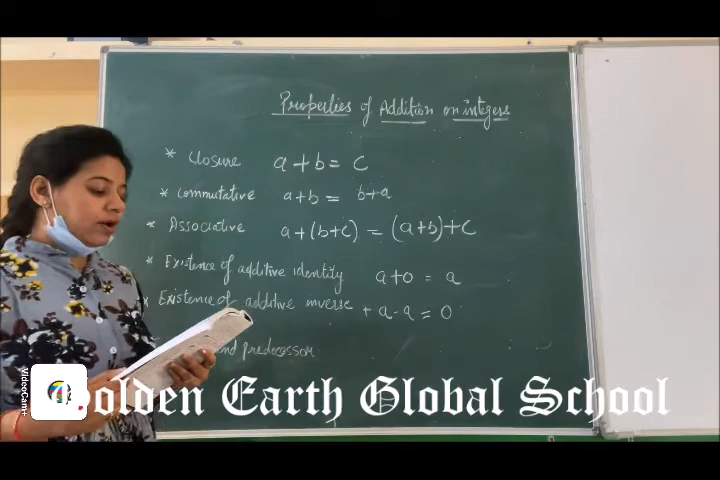 Properties of Addition on integers
* Closure a+b= c
* Commutative a+b = b+a
* Associative a+(b+c) = (a+b)+c
* Existence of additive identity a+0 = a
* Existence of additive inverse + a-a = 0
and predecessor
Golden Earth Global School
VideoCam+